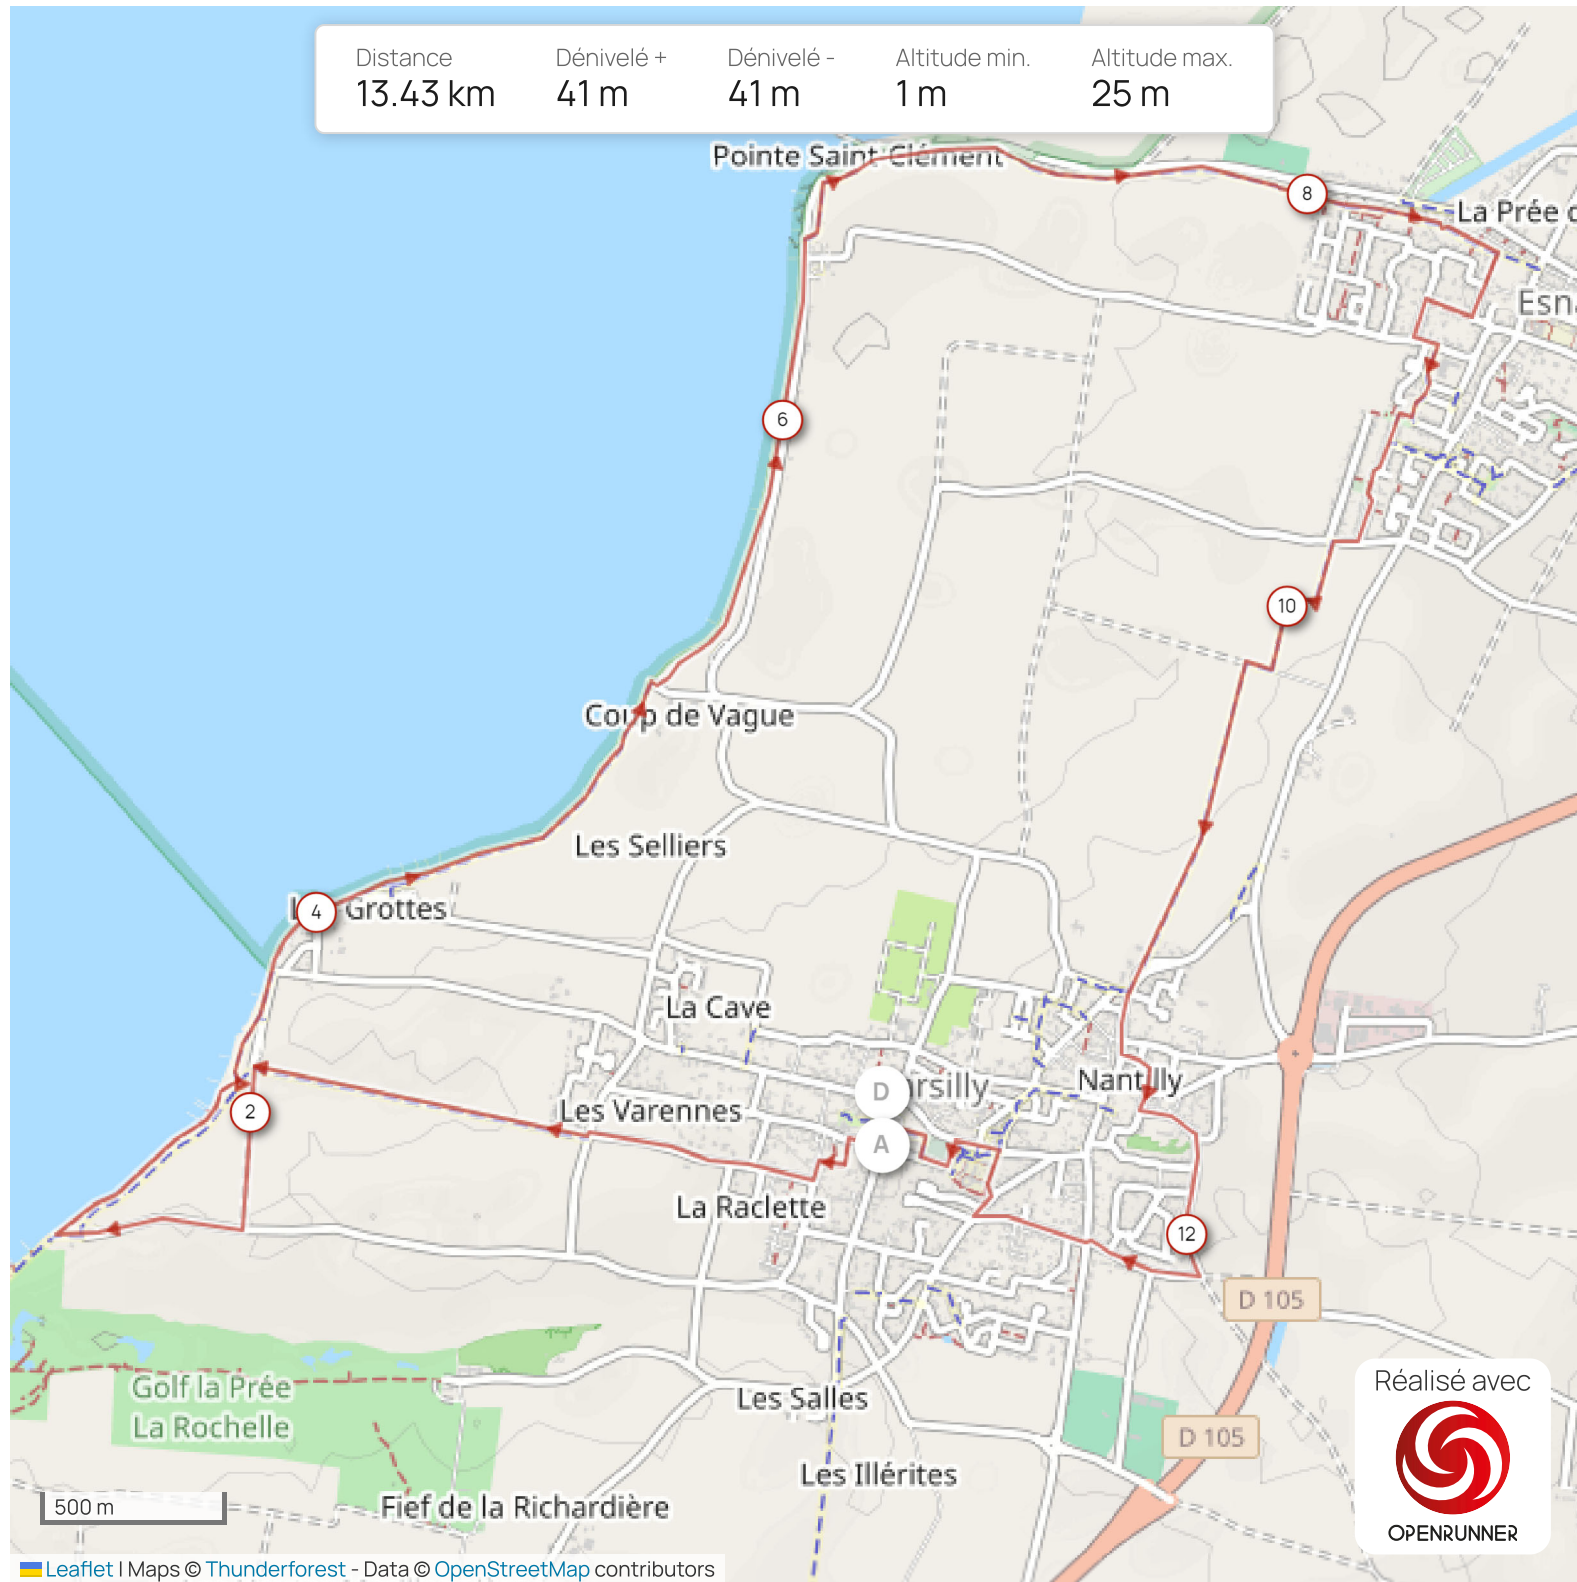 Distance
13.43 km
Dénivelé +
41 m
Dénivelé -
41 m
Altitude min.
1 m
Altitude max.
25 m
Pointe Saint-Clément
8
La Prée
Esn
6
10
Coup de Vague
Les Selliers
4
Grottes
La Cave
D
arsilly
Nantilly
2
Les Varennes
A
La Raclette
12
D 105
Golf la Prée
La Rochelle
Les Salles
D 105
Les Illérites
Fief de la Richardière
500 m
Réalisé avec
OPENRUNNER
Leaflet | Maps © Thunderforest - Data © OpenStreetMap contributors